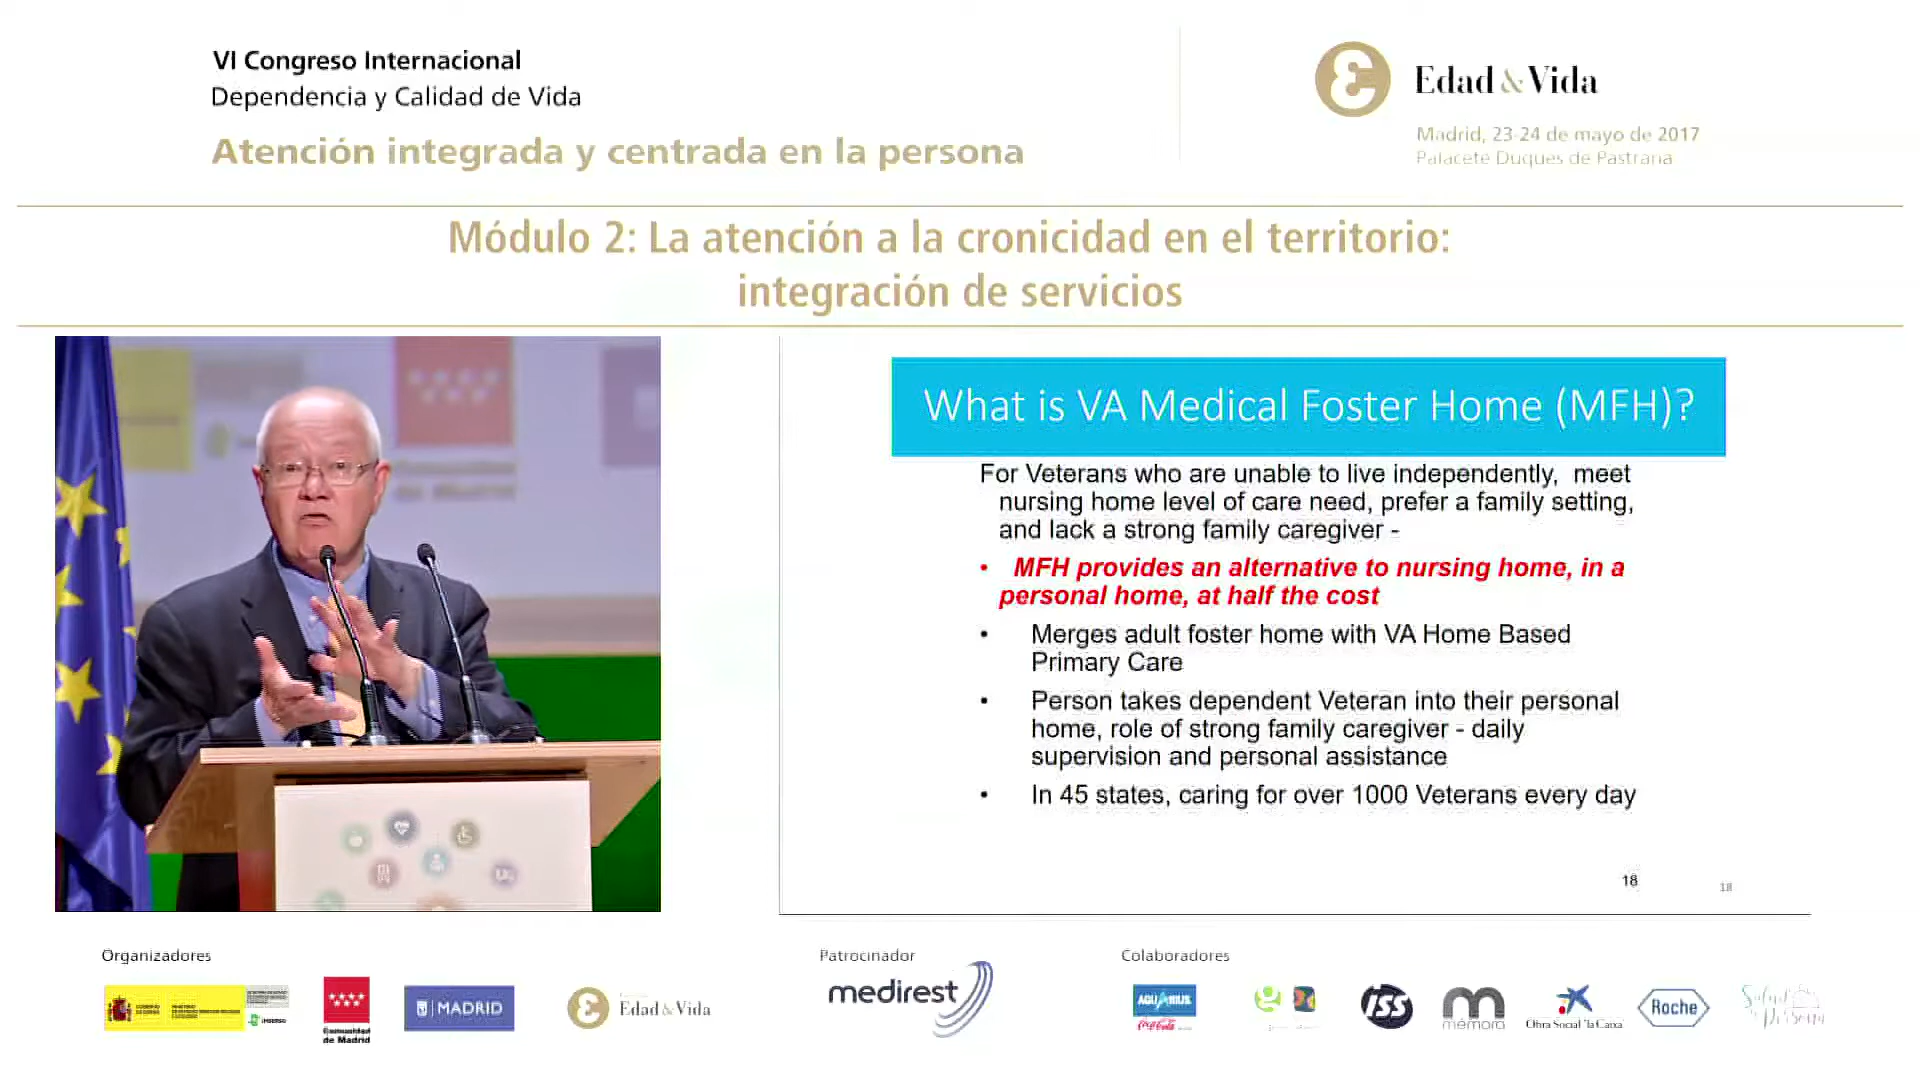 VI Congreso Internacional
Dependencia y Calidad de Vida
Atención integrada y centrada en la persona
Edad & Vida
Madrid, 23-24 de mayo de 2017
Palacete Duques de Pastrana
Módulo 2: La atención a la cronicidad en el territorio:
integración de servicios
What is VA Medical Foster Home (MFH)?
For Veterans who are unable to live independently, meet
nursing home level of care need, prefer a family setting,
and lack a strong family caregiver -
• MFH provides an alternative to nursing home, in a
personal home, at half the cost
• Merges adult foster home with VA Home Based
Primary Care
• Person takes dependent Veteran into their personal
home, role of strong family caregiver - daily
supervision and personal assistance
• In 45 states, caring for over 1000 Veterans every day
18
18
Organizadores
Patrocinador
Colaboradores
Comunidad
de Madrid
MADRID
Edad & Vida
medirest
AQUARIUS
Coca-Cola
ISS
mémora
Obra Social "la Caixa"
Roche